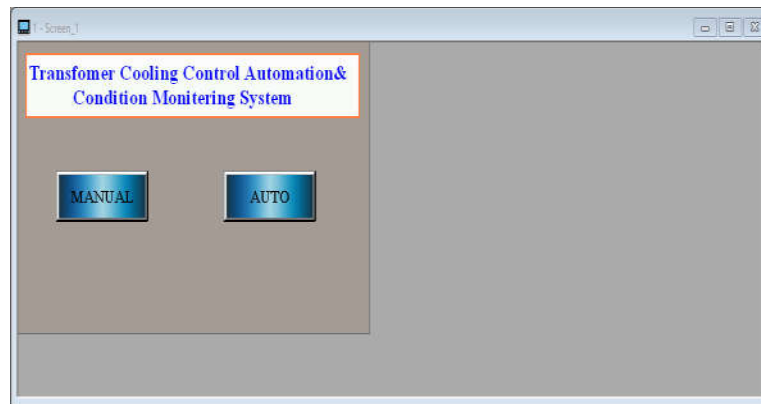 1 - Screen_1
Transfomer Cooling Control Automation&
Condition Monitering System
MANUAL
AUTO